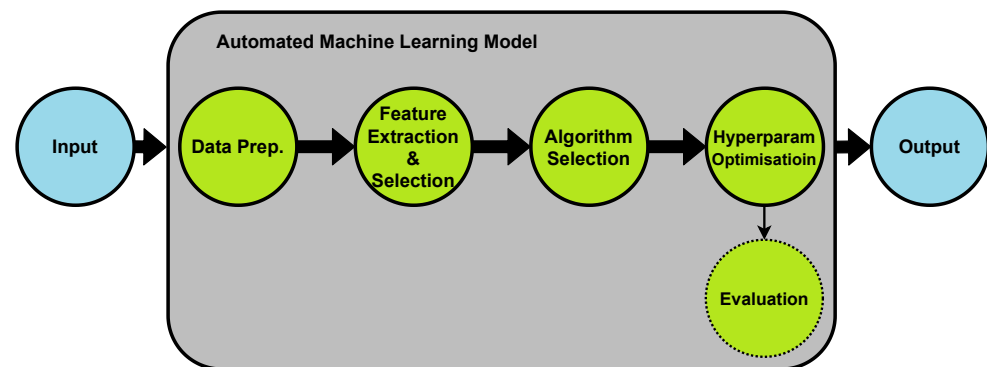 Automated Machine Learning Model
Input
Data Prep.
Feature
Extraction
&
Selection
Algorithm
Selection
Hyperparam
Optimisatioin
Output
Evaluation